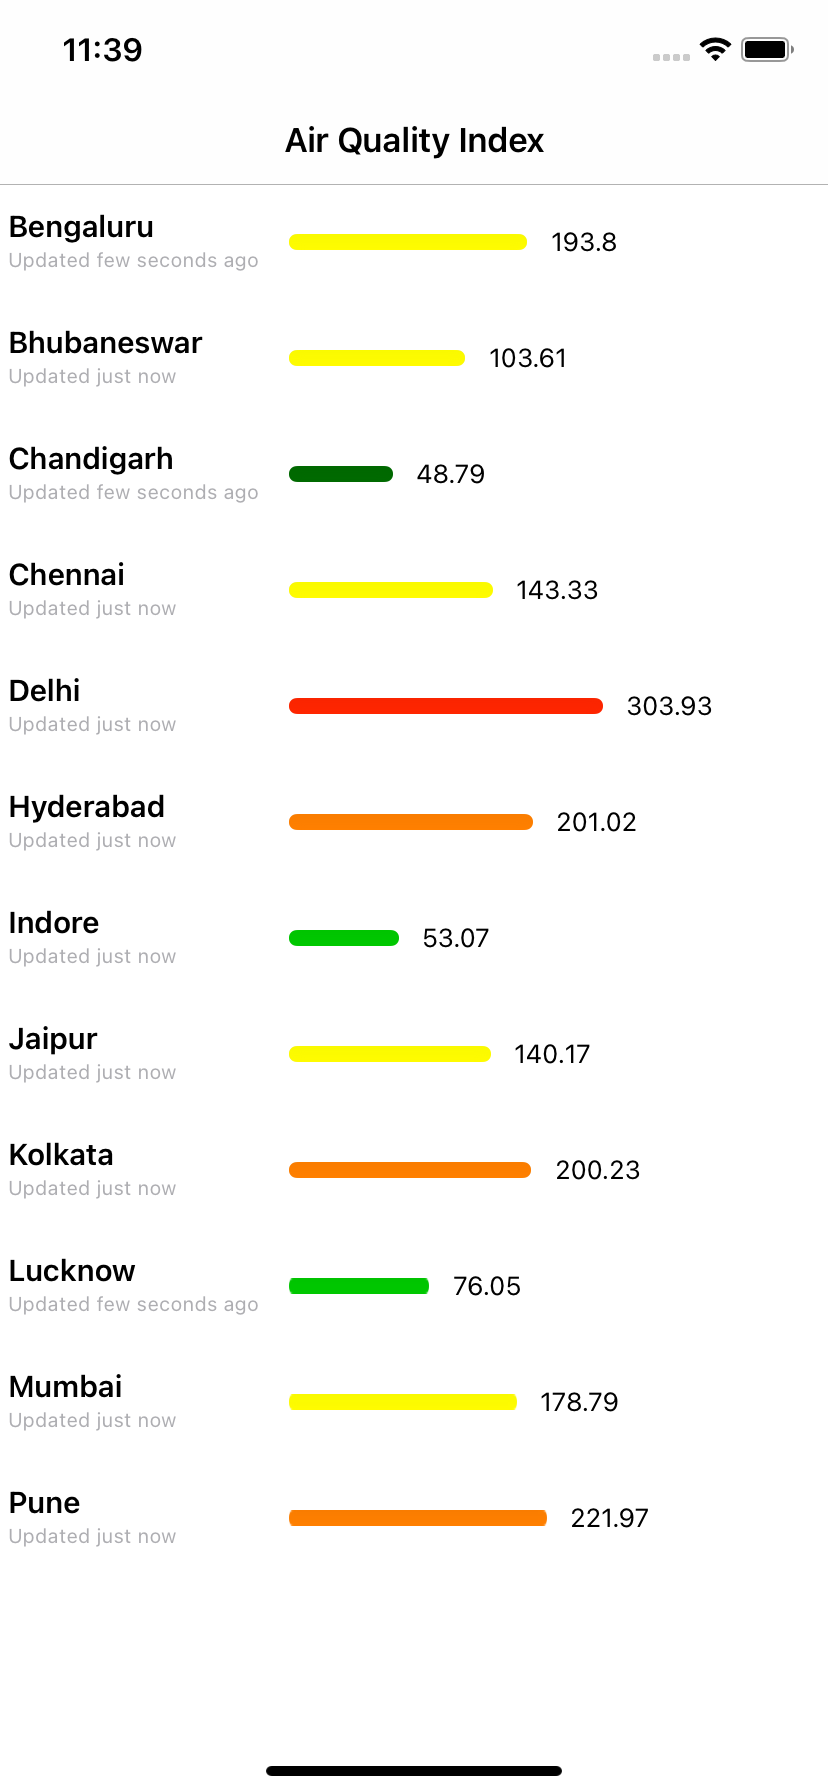 11:39
Air Quality Index
Bengaluru
Updated few seconds ago
193.8
Bhubaneswar
Updated just now
103.61
Chandigarh
Updated few seconds ago
48.79
Chennai
Updated just now
143.33
Delhi
Updated just now
303.93
Hyderabad
Updated just now
201.02
Indore
Updated just now
53.07
Jaipur
Updated just now
140.17
Kolkata
Updated just now
200.23
Lucknow
Updated few seconds ago
76.05
Mumbai
Updated just now
178.79
Pune
Updated just now
221.97